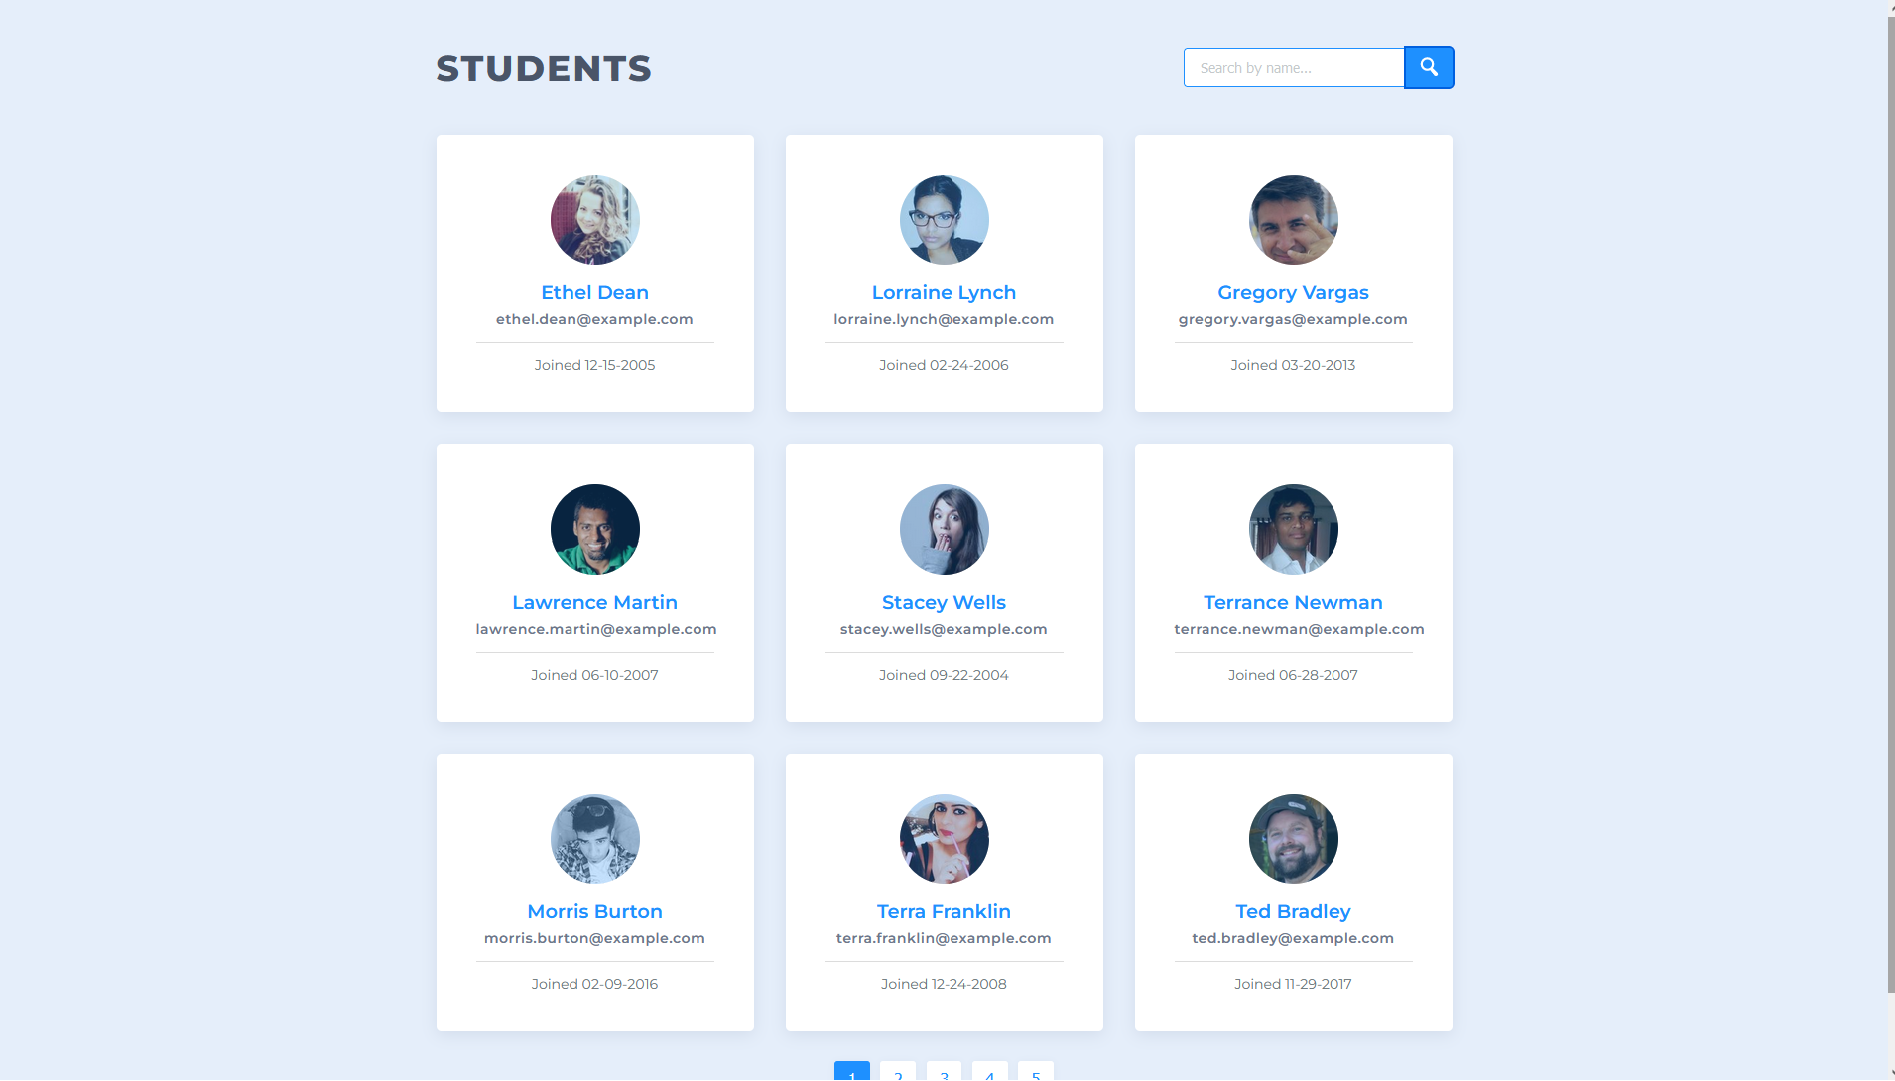 STUDENTS
Search by name...
Ethel Dean
ethel.dean@example.com
Joined 12-15-2005
Lorraine Lynch
lorraine.lynch@example.com
Joined 02-24-2006
Gregory Vargas
gregory.vargas@example.com
Joined 03-20-2013
Lawrence Martin
lawrence.martin@example.com
Joined 06-10-2007
Stacey Wells
stacey.wells@example.com
Joined 09-22-2004
Terrance Newman
terrance.newman@example.com
Joined 06-28-2007
Morris Burton
morris.burton@example.com
Joined 02-09-2016
Terra Franklin
terra.franklin@example.com
Joined 12-24-2008
Ted Bradley
ted.bradley@example.com
Joined 11-29-2017
1 2 3 4 5